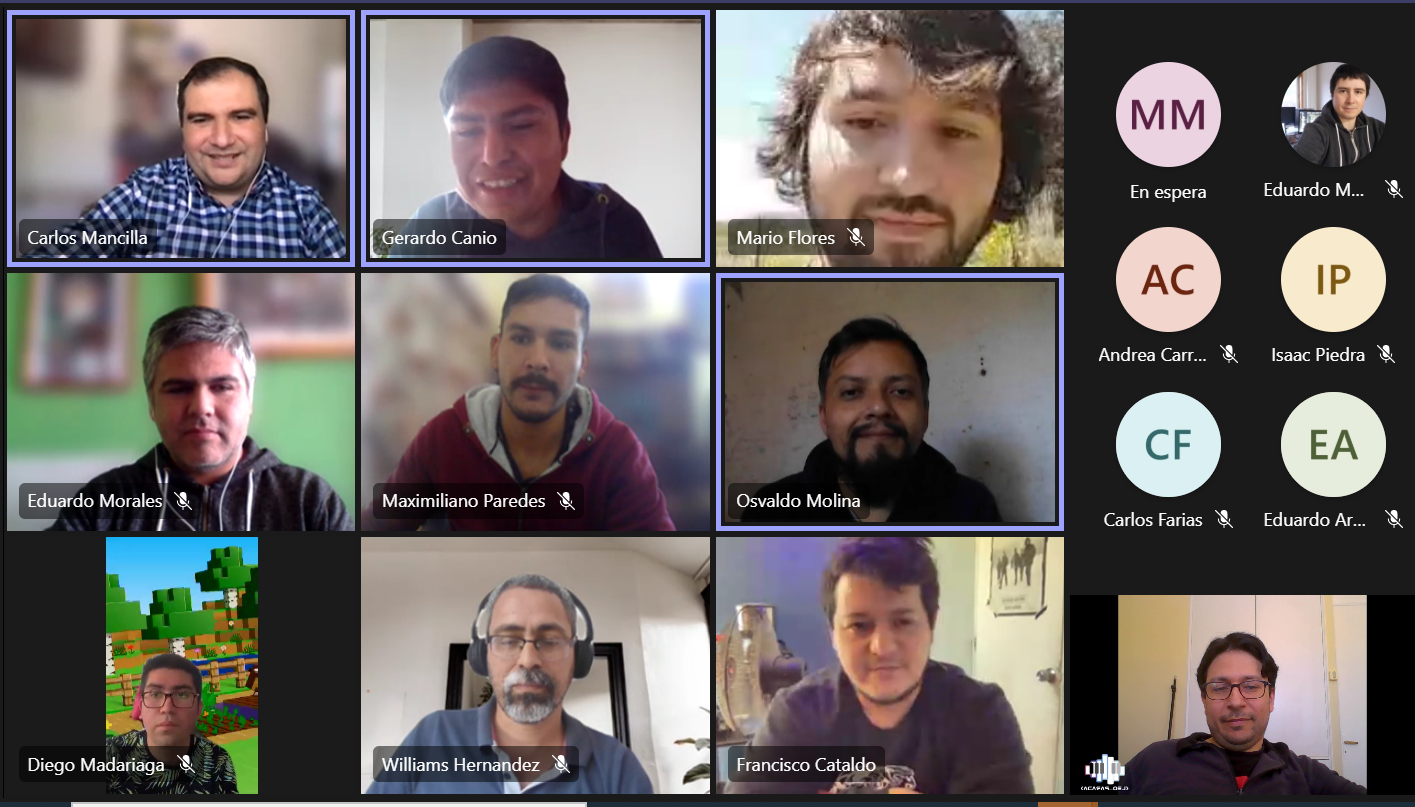 Carlos Mancilla
Gerardo Canio
Mario Flores
MM
En espera
Eduardo M...
Eduardo Morales
Maximiliano Paredes
Osvaldo Molina
AC
Andrea Carr...
IP
Isaac Piedra
CF
Carlos Farias
EA
Eduardo Ar...
Diego Madariaga
Williams Hernandez
Francisco Cataldo